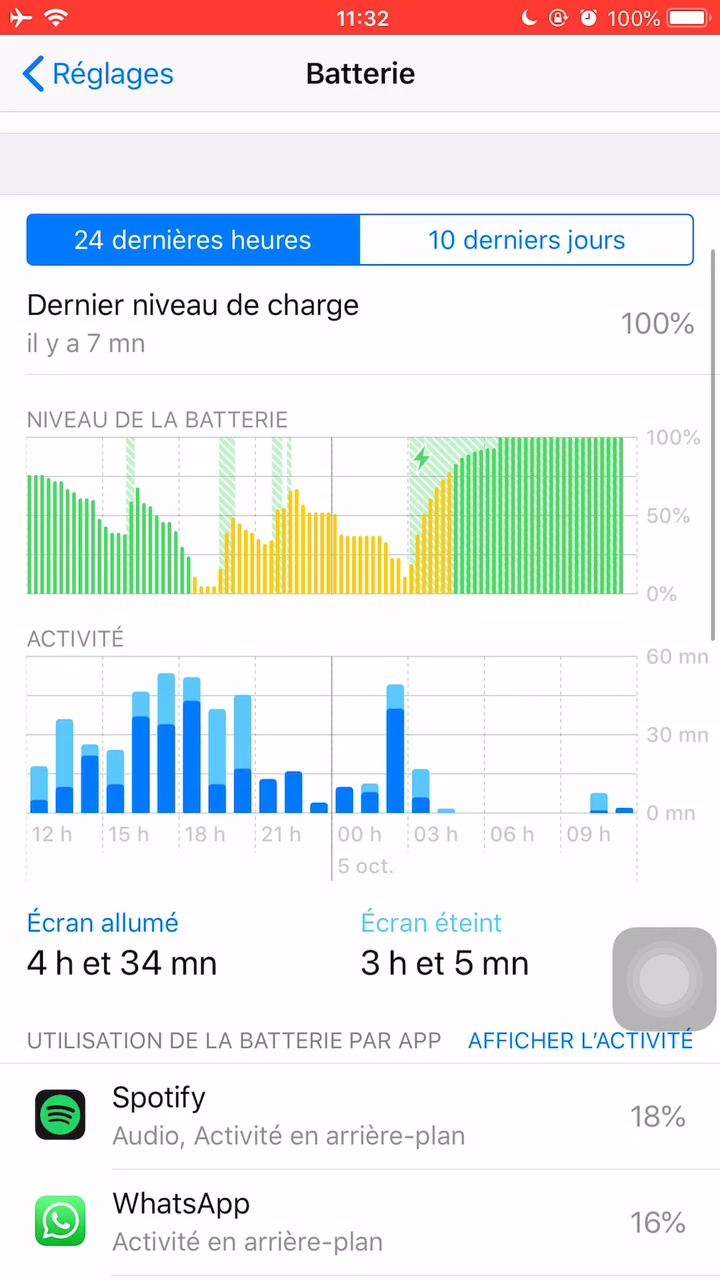 11:32 100%
Réglages Batterie
24 dernières heures 10 derniers jours
Dernier niveau de charge 100%
il y a 7 mn
NIVEAU DE LA BATTERIE
100%
50%
0%
ACTIVITÉ
60 mn
30 mn
0 mn
12 h 15 h 18 h 21 h 00 h 03 h 06 h 09 h
5 oct.
Écran allumé Écran éteint
4 h et 34 mn 3 h et 5 mn
UTILISATION DE LA BATTERIE PAR APP AFFICHER L’ACTIVITÉ
Spotify 18%
Audio, Activité en arrière-plan
WhatsApp 16%
Activité en arrière-plan